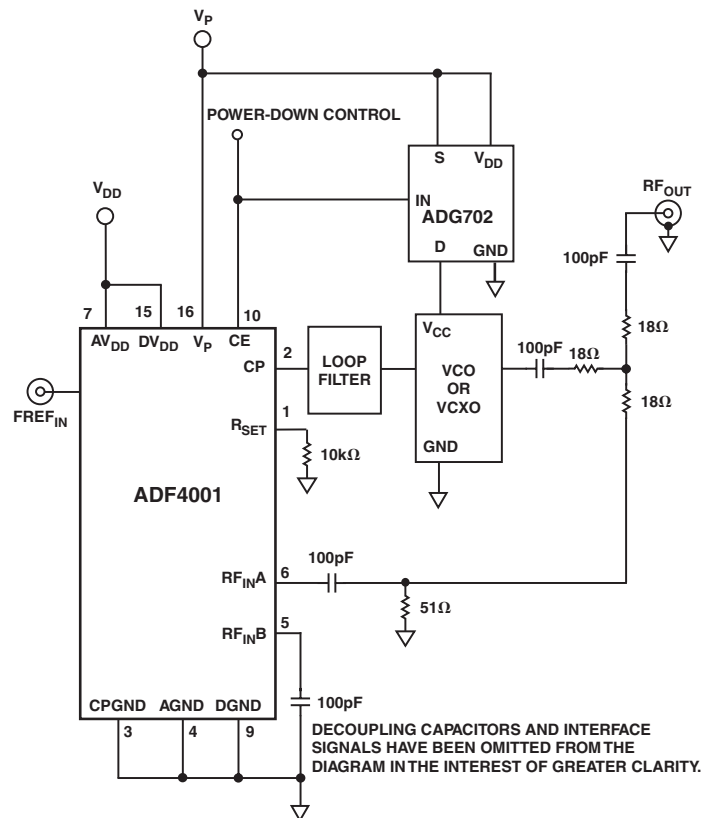 VP
POWER-DOWN CONTROL
S VDD
VDD
IN
ADG702
RFOUT
D GND
100pF
7 15 16 10
AVDD DVDD VP CE
2
CP
LOOP
FILTER
VCC
VCO
OR
VCXO
GND
100pF
18Ω
18Ω
18Ω
FREFIN
1
RSET
10kΩ
ADF4001
100pF
6
RFINA
51Ω
5
RFINB
100pF
CPGND AGND DGND
3 4 9
DECOUPLING CAPACITORS AND INTERFACE
SIGNALS HAVE BEEN OMITTED FROM THE
DIAGRAM IN THE INTEREST OF GREATER CLARITY.